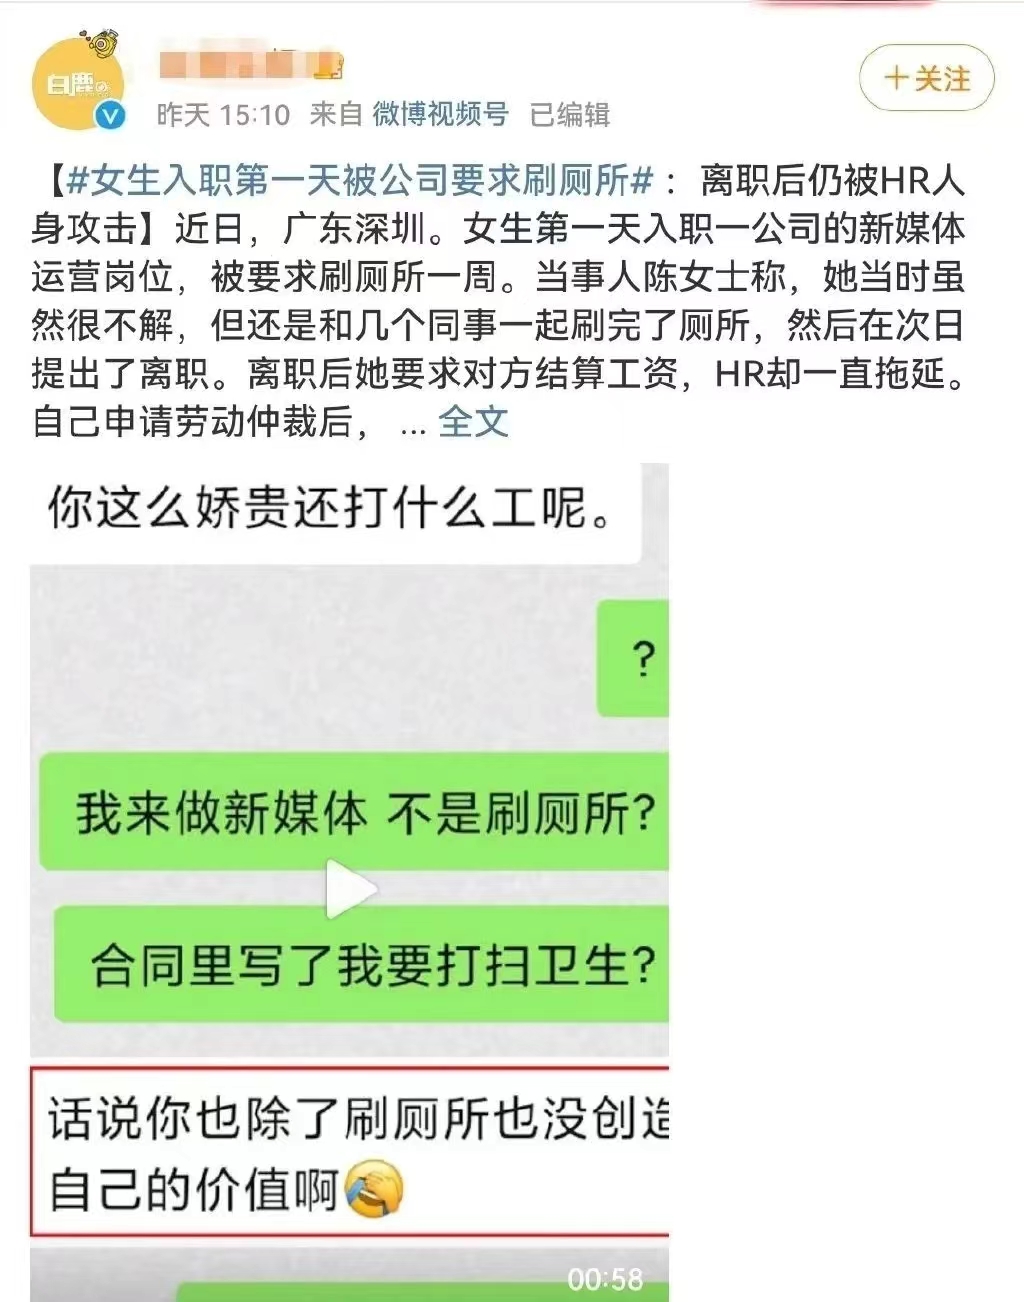 白鹿の
昨天 15:10 来自 微博视频号 已编辑
+关注
【#女生入职第一天被公司要求刷厕所#：离职后仍被HR人
身攻击】近日，广东深圳。女生第一天入职一公司的新媒体
运营岗位，被要求刷厕所一周。当事人陈女士称，她当时虽
然很不解，但还是和几个同事一起刷完了厕所，然后在次日
提出了离职。离职后她要求对方结算工资，HR却一直拖延。
自己申请劳动仲裁后， ... 全文
你这么娇贵还打什么工呢。
?
我来做新媒体 不是刷厕所?
合同里写了我要打扫卫生?
话说你也除了刷厕所也没创造
自己的价值啊🤣
00:58